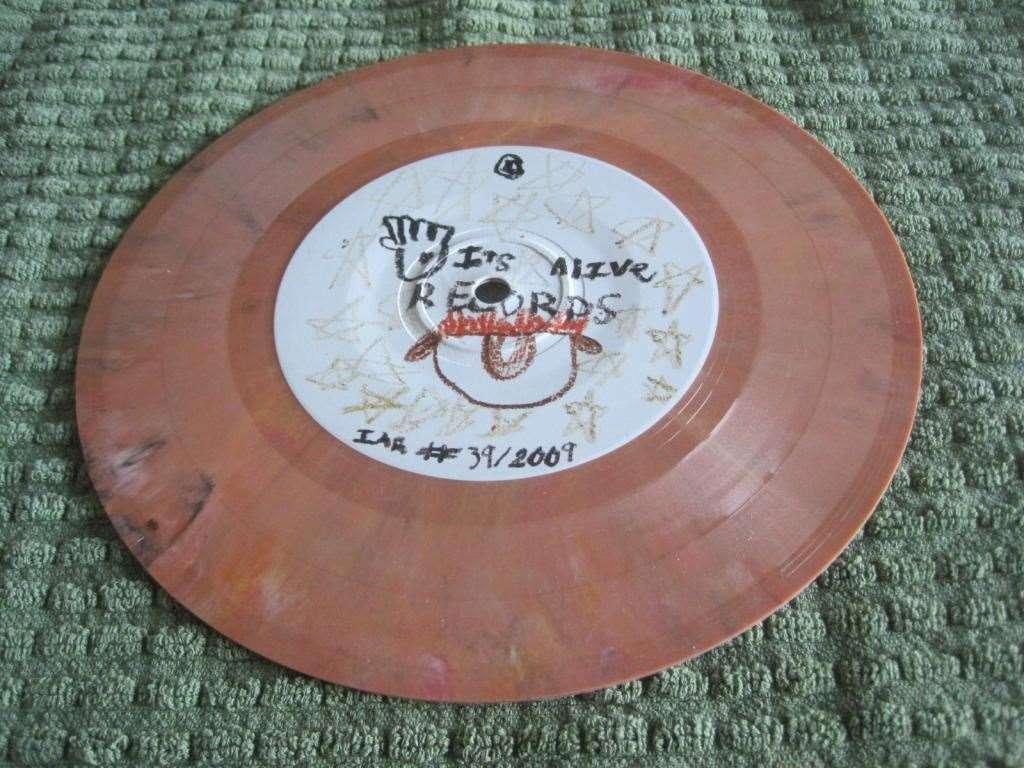 ITS ALIVE
RECORDS
IAR # 39/2009